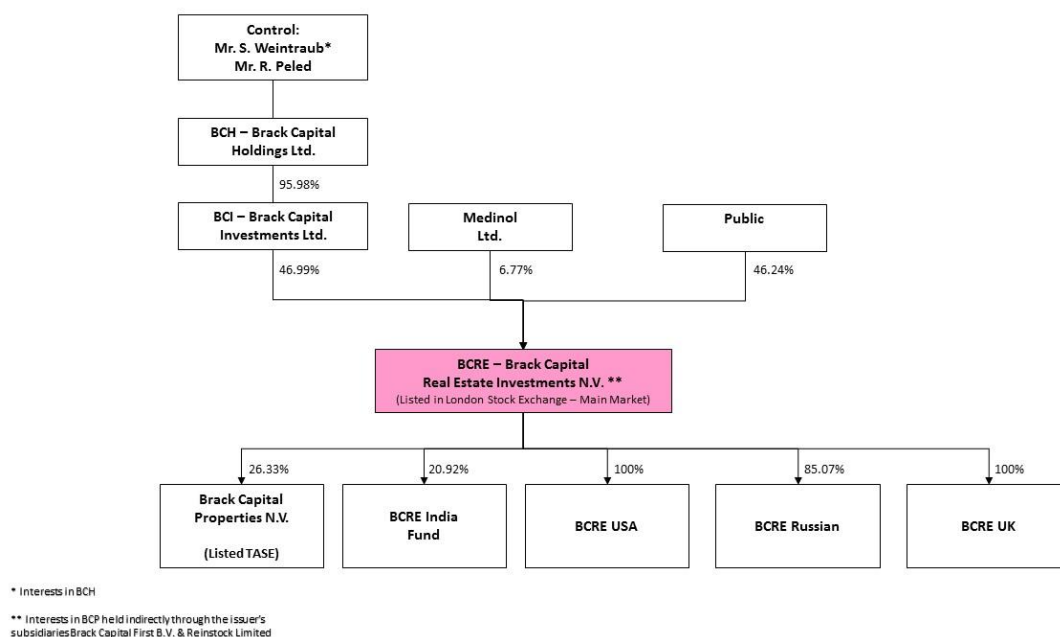 Control:
Mr. S. Weintraub*
Mr. R. Peled
BCH – Brack Capital
Holdings Ltd.
95.98%
BCI – Brack Capital
Investments Ltd.
Medinol
Ltd.
Public
46.99%
6.77%
46.24%
BCRE – Brack Capital
Real Estate Investments N.V. **
(Listed in London Stock Exchange – Main Market)
26.33%
20.92%
100%
85.07%
100%
Brack Capital
Properties N.V.
(Listed TASE)
BCRE India
Fund
BCRE USA
BCRE Russian
BCRE UK
* Interests in BCH
** Interests in BCP held indirectly through the issuer's
subsidiaries Brack Capital First B.V. & Reinstock Limited